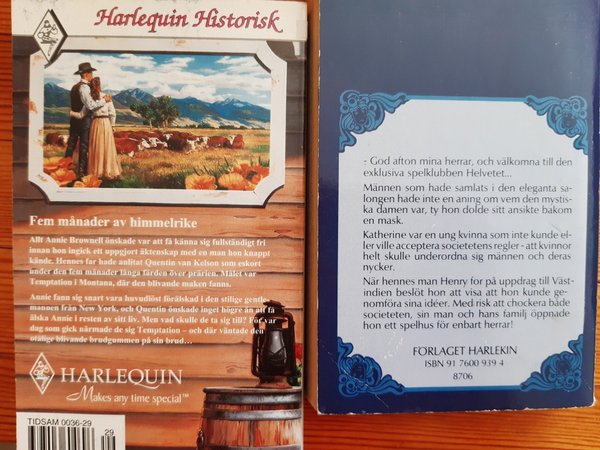 Harlequin Historisk
Fem månader av himmelrike
Allt Annie Brownell önskade var att få känna sig fullständigt fri
innan hon ingick ett uppgjort äktenskap med en man hon knappt
kände. Hennes far hade anlitat Quentin van Kelson som eskort
under den fem månader långa färden över prärien. Målet var
Temptation i Montana, där den blivande maken fanns.
Annie fann sig snart vara huvudlöst förälskad i den stilige gentle-
mannen från New York, och Quentin önskade inget högre än att få
älska Annie i resten av sitt liv. Men vad skulle de ta sig till? För var
dag som gick närmade de sig Temptation – och där väntade den
otålige blivande brudgummen på sin brud…
HARLEQUIN
Makes any time special™
TIDSAM 0036-29
29
- God afton mina herrar, och välkomna till den
exklusiva spelklubben Helvetet...
Männen som hade samlats i den eleganta sa-
longen hade inte en aning om vem den mystis-
ka damen var, ty hon dolde sitt ansikte bakom
en mask.
Katherine var en ung kvinna som inte kunde el-
ler ville acceptera societetens regler - att kvinnor
helt skulle underordna sig männen och deras
nycker.
När hennes man Henry for på uppdrag till Väst-
indien beslöt hon att visa att hon kunde ge-
nomföra sina idéer. Med risk att chockera både
societeten, sin man och hans familj öppnade
hon ett spelhus för enbart herrar!
FÖRLAGET HARLEKIN
ISBN 91 7600 939 4
8706